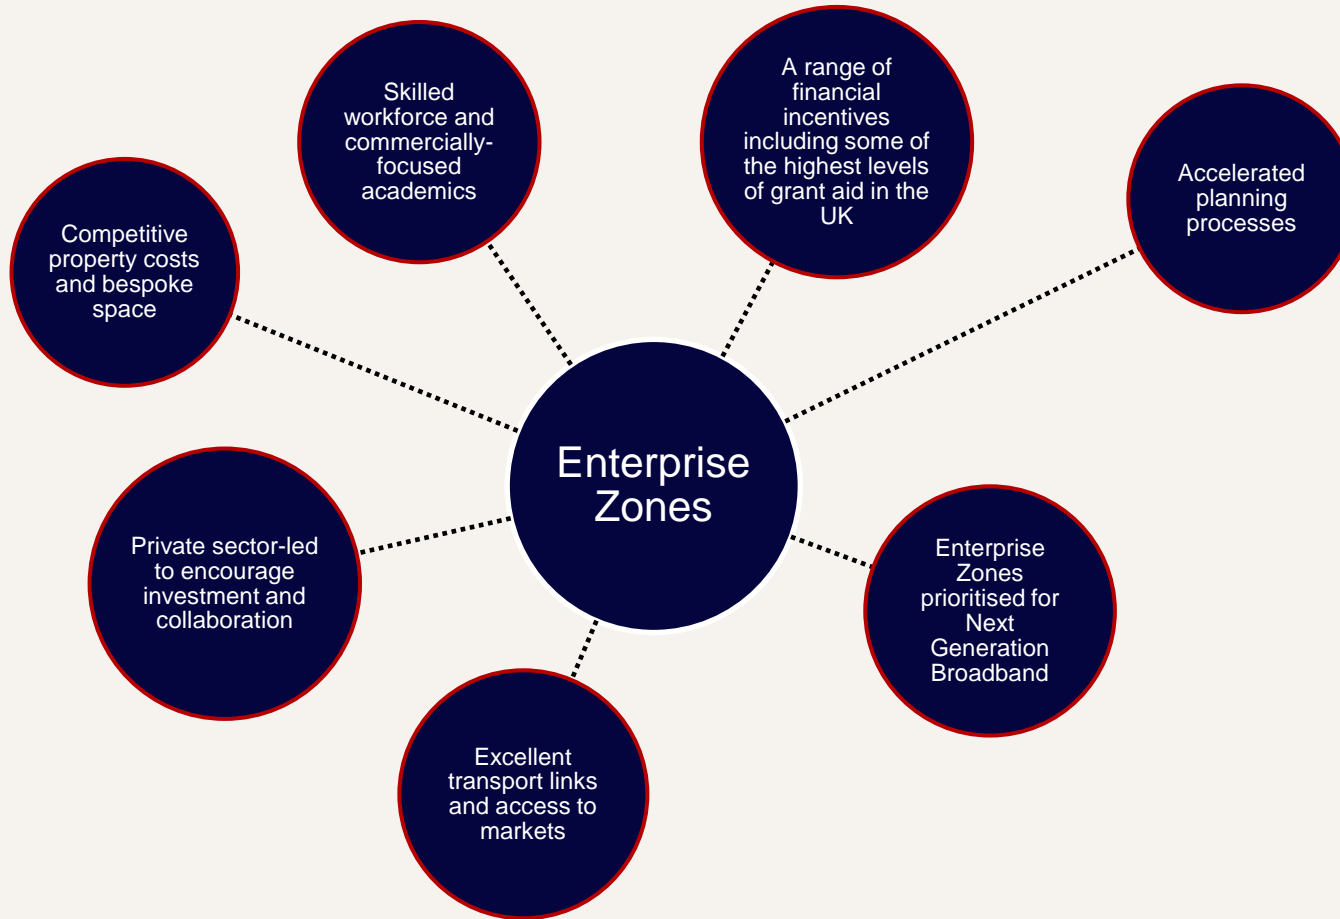 Skilled
workforce and
commercially-
focused
academics
A range of
financial
incentives
including some of
the highest levels
of grant aid in the
UK
Accelerated
planning
processes
Competitive
property costs
and bespoke
space
Enterprise
Zones
Private sector-led
to encourage
investment and
collaboration
Enterprise
Zones
prioritised for
Next
Generation
Broadband
Excellent
transport links
and access to
markets